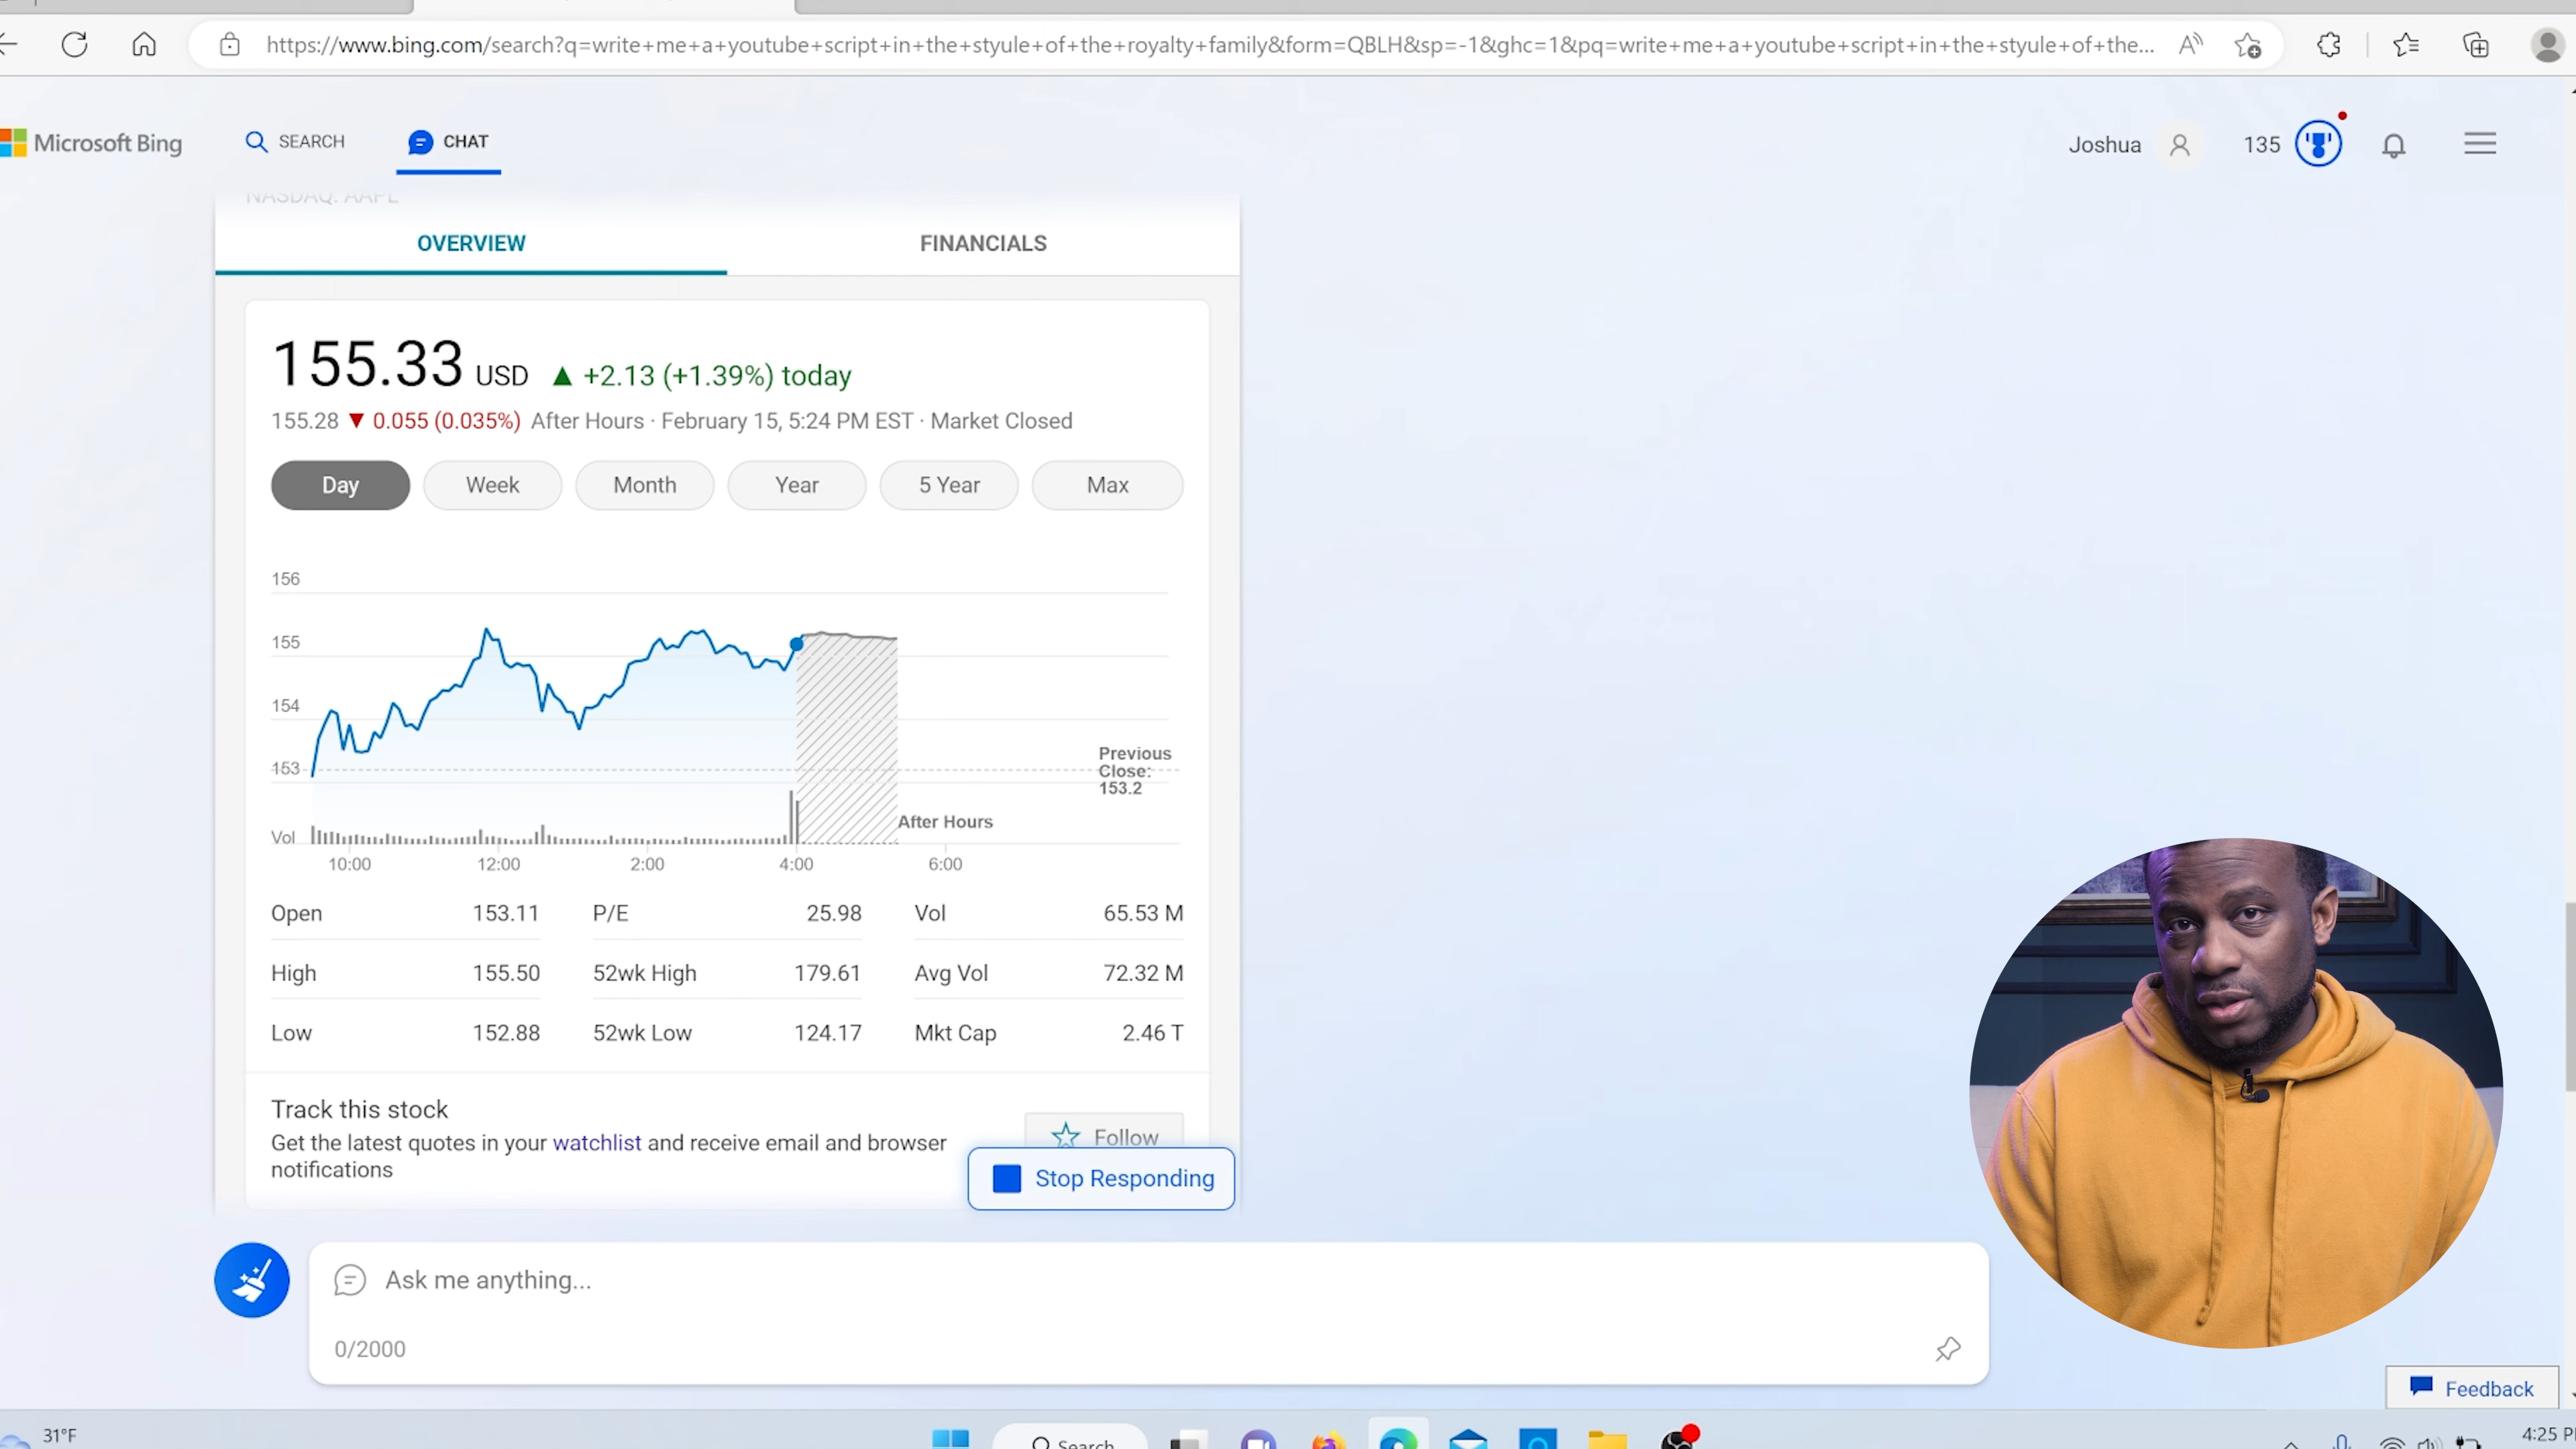 https://www.bing.com/search?q=write+me+a+youtube+script+in+the+styule+of+the+royalty+family&form=QBLH&sp=-1&ghc=1&pq=write+me+a+youtube+script+in+the+styule+of+the...
Microsoft Bing
SEARCH
CHAT
Joshua
135
NASDAQ: AAPL
OVERVIEW
FINANCIALS
155.33 USD ▲ +2.13 (+1.39%) today
155.28 ▼ 0.055 (0.035%) After Hours · February 15, 5:24 PM EST · Market Closed
Day
Week
Month
Year
5 Year
Max
156
155
154
153
Previous
Close:
153.2
After Hours
Vol
10:00 12:00 2:00 4:00 6:00
Open 153.11 P/E 25.98 Vol 65.53 M
High 155.50 52wk High 179.61 Avg Vol 72.32 M
Low 152.88 52wk Low 124.17 Mkt Cap 2.46 T
Track this stock
Get the latest quotes in your watchlist and receive email and browser
notifications
Follow
Stop Responding
Ask me anything...
0/2000
Feedback
31°F
Search
4:25